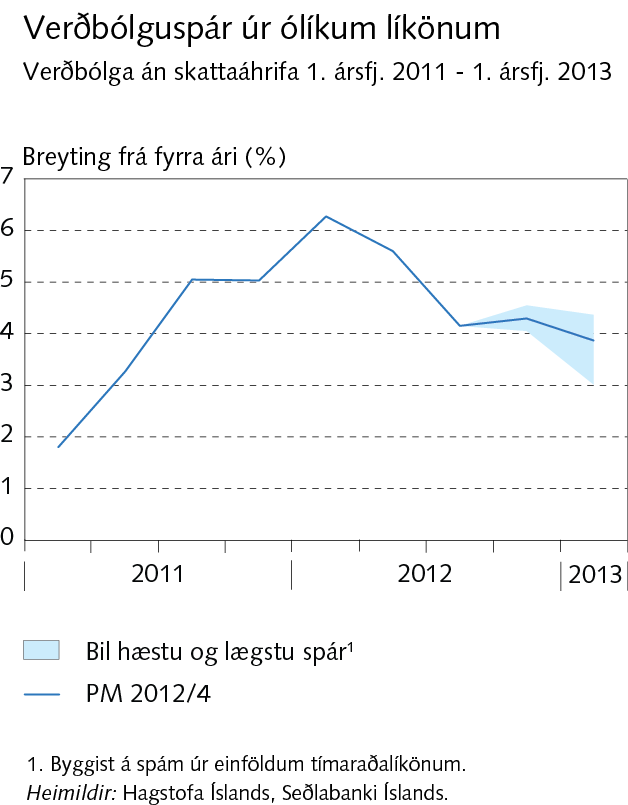 Verðbólguspár úr ólíkum líkönum
Verðbólga án skattaáhrifa 1. ársfj. 2011 - 1. ársfj. 2013
Breyting frá fyrra ári (%)
7
6
5
4
3
2
1
0
2011 2012 2013
Bil hæstu og lægstu spár¹
PM 2012/4
1. Byggist á spám úr einföldum tímaraðalíkönum.
Heimildir: Hagstofa Íslands, Seðlabanki Íslands.